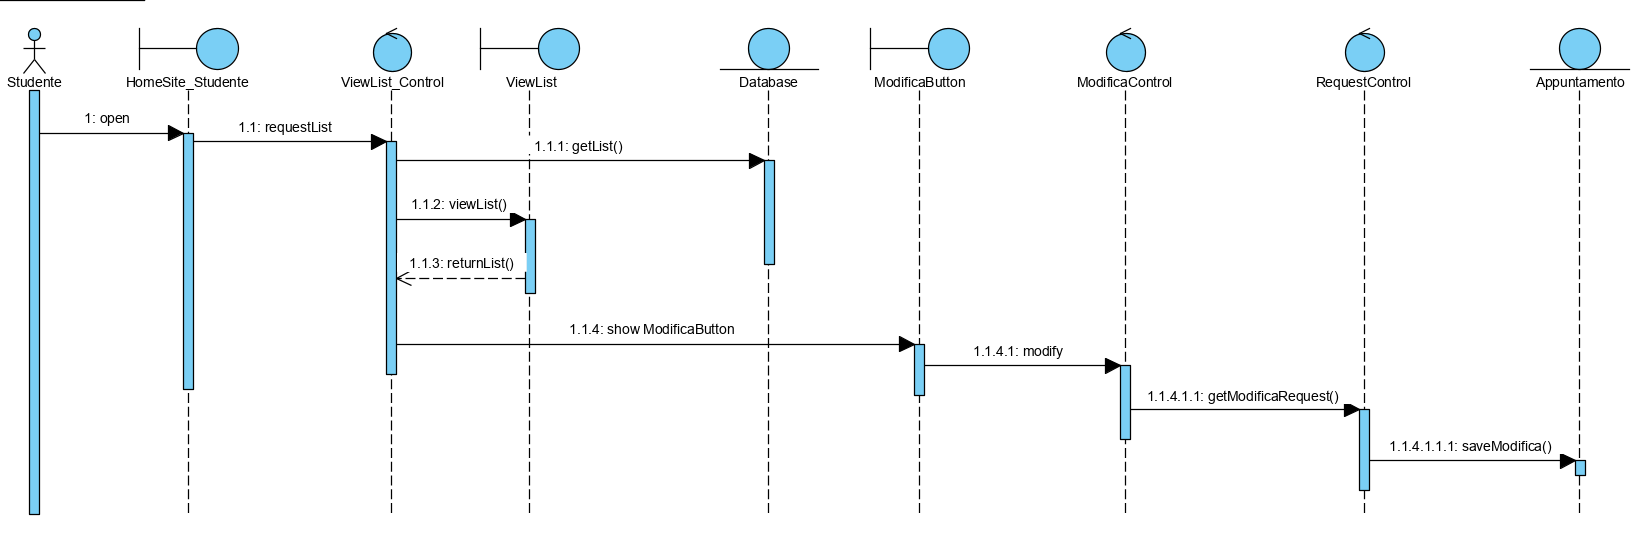 Studente
HomeSite_Studente
ViewList_Control
ViewList
Database
ModificaButton
ModificaControl
RequestControl
Appuntamento
1: open
1.1: requestList
1.1.1: getList()
1.1.2: viewList()
1.1.3: returnList()
1.1.4: show ModificaButton
1.1.4.1: modify
1.1.4.1.1: getModificaRequest()
1.1.4.1.1.1: saveModifica()